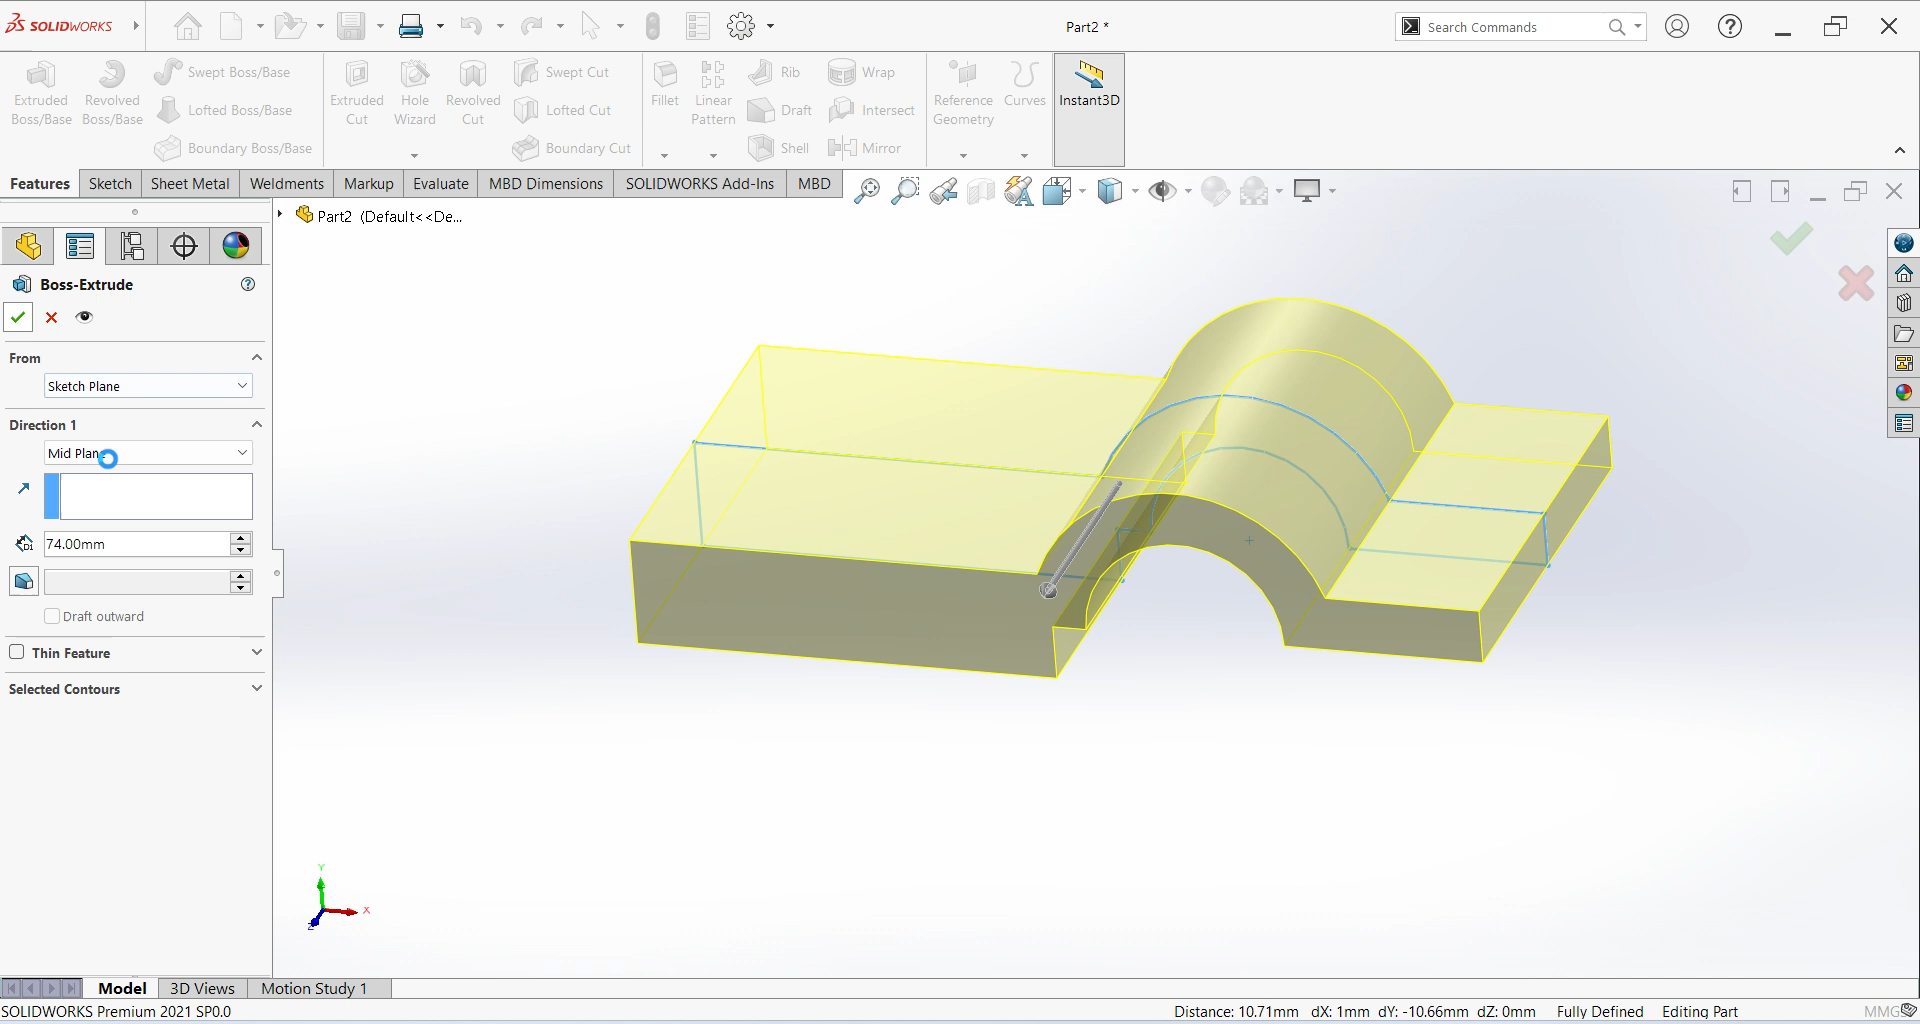 SOLIDWORKS
Part2 *
Search Commands
Extruded Boss/Base
Revolved Boss/Base
Swept Boss/Base
Lofted Boss/Base
Boundary Boss/Base
Extruded Cut
Hole Wizard
Revolved Cut
Swept Cut
Lofted Cut
Boundary Cut
Fillet
Linear Pattern
Rib
Draft
Shell
Wrap
Intersect
Mirror
Reference Geometry
Curves
Instant3D
Features
Sketch
Sheet Metal
Weldments
Markup
Evaluate
MBD Dimensions
SOLIDWORKS Add-Ins
MBD
Part2 (Default<<De...
Boss-Extrude
From
Sketch Plane
Direction 1
Mid Plane
D1
74.00mm
Draft outward
Thin Feature
Selected Contours
Y
X
Z
Model
3D Views
Motion Study 1
SOLIDWORKS Premium 2021 SP0.0
Distance: 10.71mm dX: 1mm dY: -10.66mm dZ: 0mm
Fully Defined
Editing Part
MMGS